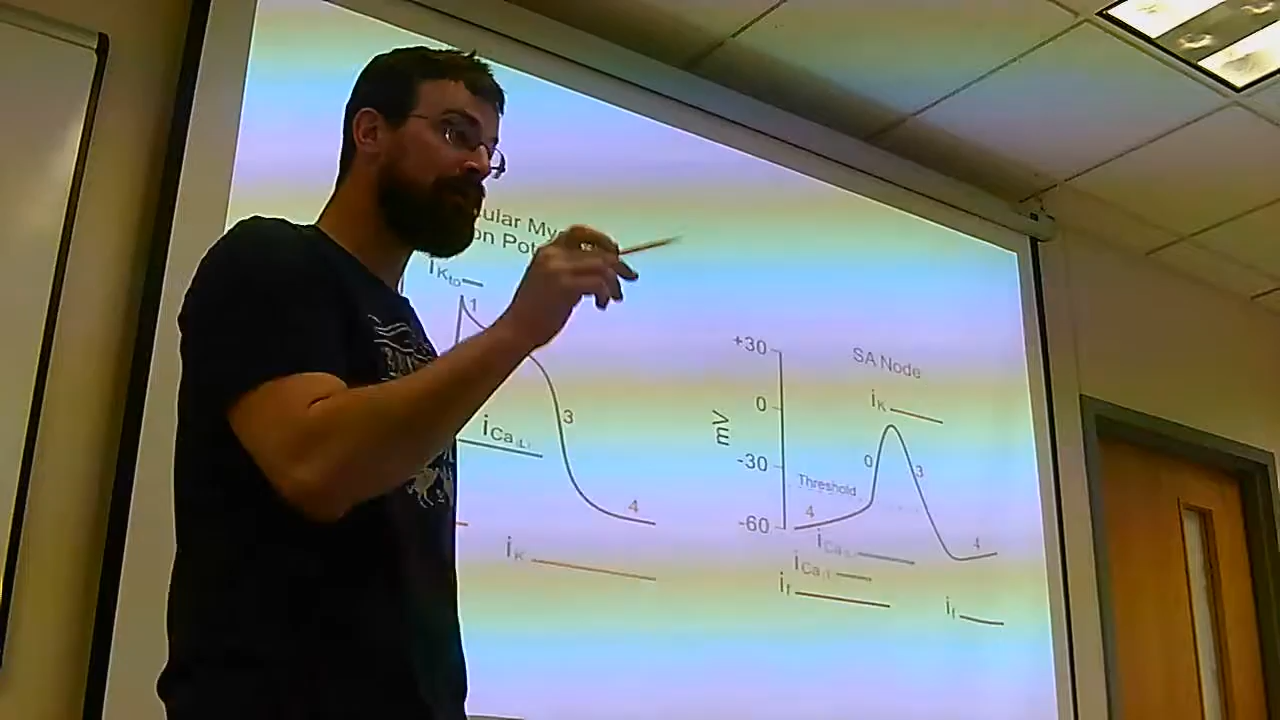 cular My
on Pot
iKto
1
3
iCa(L)
4
iK
+30
SA Node
iK
0
mV
0
3
-30
Threshold
4
-60
4
iCa(L)
iCa(T)
if
if